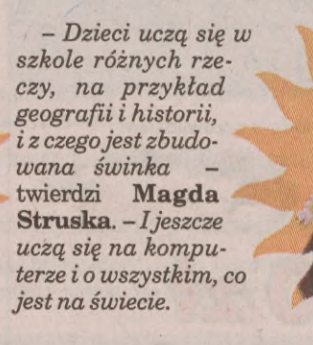 – Dzieci uczą się w
szkole różnych rze-
czy, na przykład
geografii i historii,
i z czego jest zbudo-
wana świnka –
twierdzi Magda
Struska. – I jeszcze
uczą się na kompu-
terze i o wszystkim, co
jest na świecie.